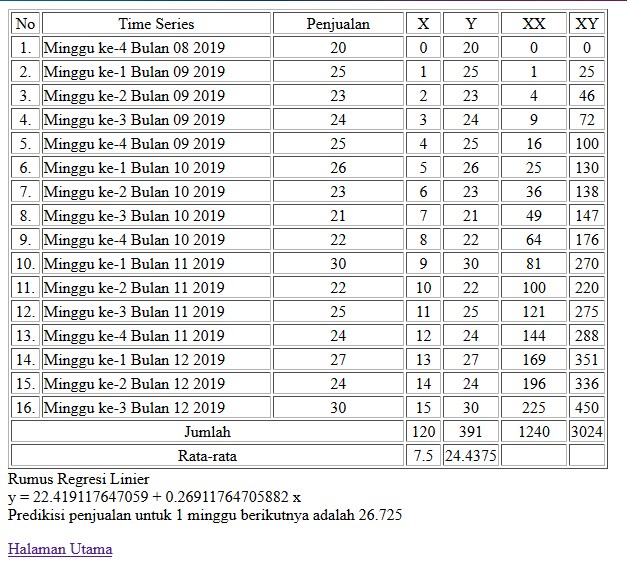 No Time Series Penjualan X Y XX XY
1. Minggu ke-4 Bulan 08 2019 20 0 20 0 0
2. Minggu ke-1 Bulan 09 2019 25 1 25 1 25
3. Minggu ke-2 Bulan 09 2019 23 2 23 4 46
4. Minggu ke-3 Bulan 09 2019 24 3 24 9 72
5. Minggu ke-4 Bulan 09 2019 25 4 25 16 100
6. Minggu ke-1 Bulan 10 2019 26 5 26 25 130
7. Minggu ke-2 Bulan 10 2019 23 6 23 36 138
8. Minggu ke-3 Bulan 10 2019 21 7 21 49 147
9. Minggu ke-4 Bulan 10 2019 22 8 22 64 176
10. Minggu ke-1 Bulan 11 2019 30 9 30 81 270
11. Minggu ke-2 Bulan 11 2019 22 10 22 100 220
12. Minggu ke-3 Bulan 11 2019 25 11 25 121 275
13. Minggu ke-4 Bulan 11 2019 24 12 24 144 288
14. Minggu ke-1 Bulan 12 2019 27 13 27 169 351
15. Minggu ke-2 Bulan 12 2019 24 14 24 196 336
16. Minggu ke-3 Bulan 12 2019 30 15 30 225 450
Jumlah 120 391 1240 3024
Rata-rata 7.5 24.4375
Rumus Regresi Linier
y = 22.419117647059 + 0.26911764705882 x
Predikisi penjualan untuk 1 minggu berikutnya adalah 26.725
Halaman Utama